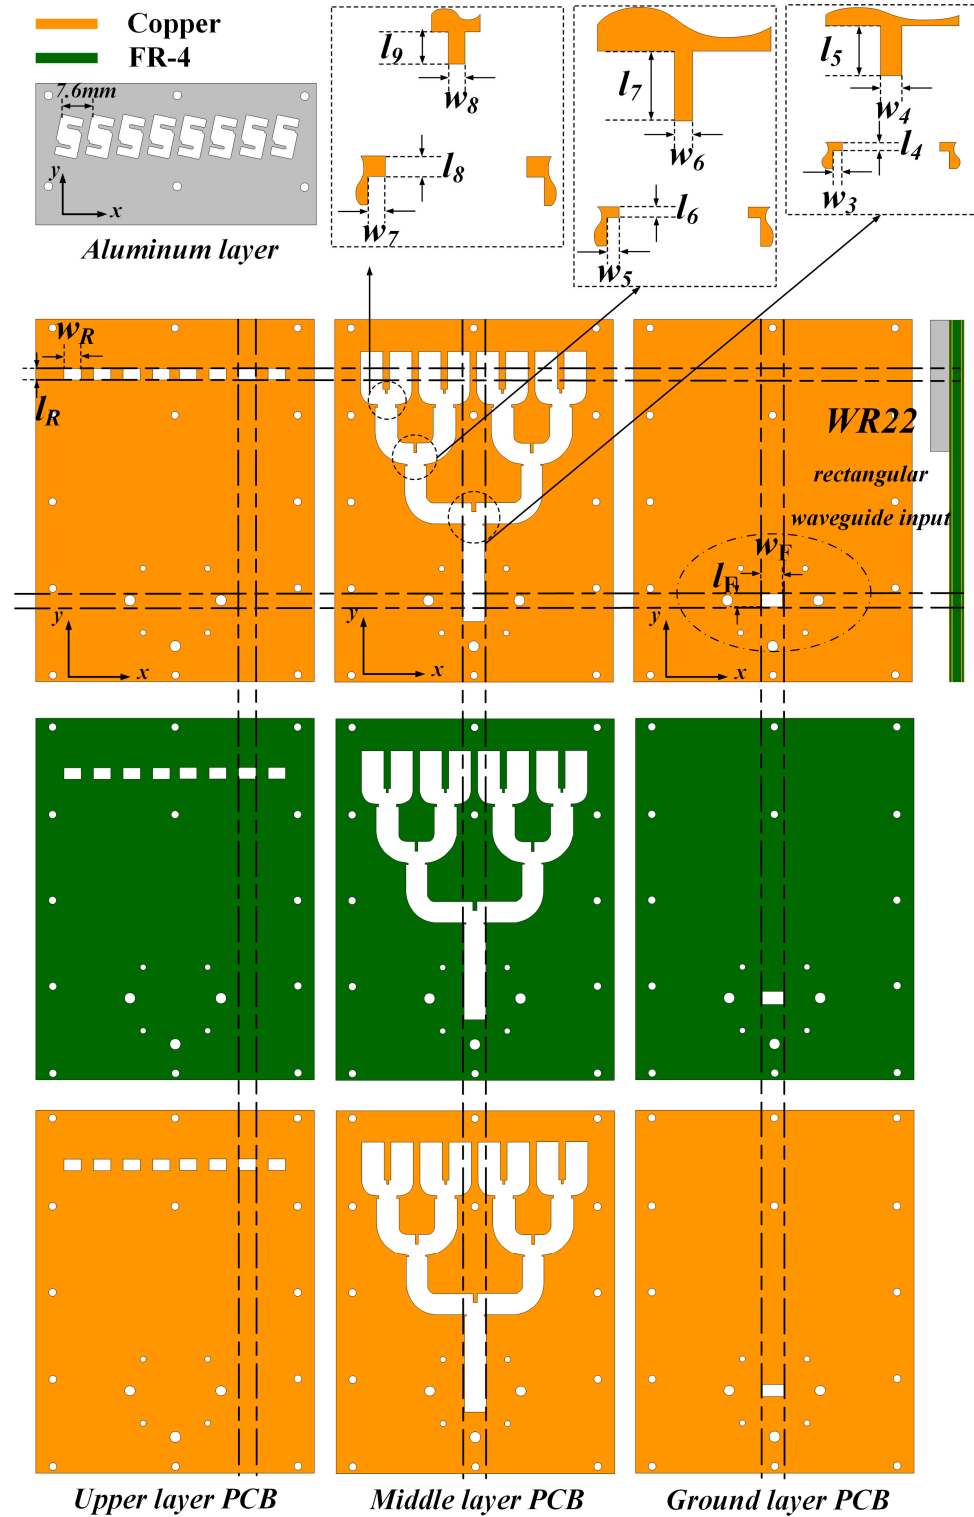 Copper
FR-4
7.6mm
y
x
Aluminum layer
l9
w8
l8
w7
l7
w6
l6
w5
l5
w4
l4
w3
wR
lR
WR22
rectangular
waveguide input
wF
lF
y
x
y
x
y
x
Upper layer PCB
Middle layer PCB
Ground layer PCB